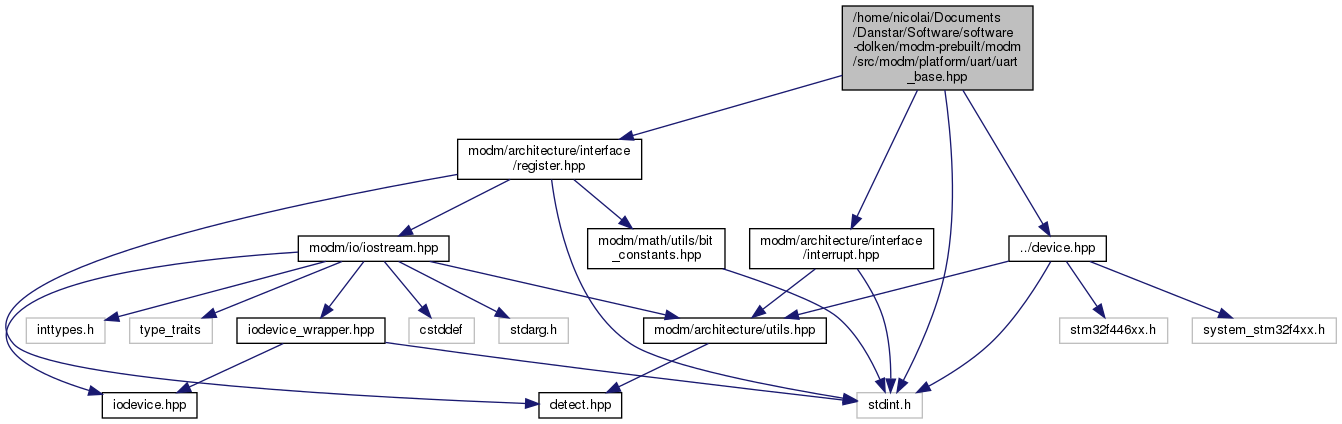 /home/nicolai/Documents
/Danstar/Software/software
-dolken/modm-prebuilt/modm
/src/modm/platform/uart/uart
_base.hpp
modm/architecture/interface
/register.hpp
modm/io/iostream.hpp
modm/math/utils/bit
_constants.hpp
modm/architecture/interface
/interrupt.hpp
../device.hpp
inttypes.h
type_traits
iodevice_wrapper.hpp
cstddef
stdarg.h
modm/architecture/utils.hpp
stm32f446xx.h
system_stm32f4xx.h
iodevice.hpp
detect.hpp
stdint.h